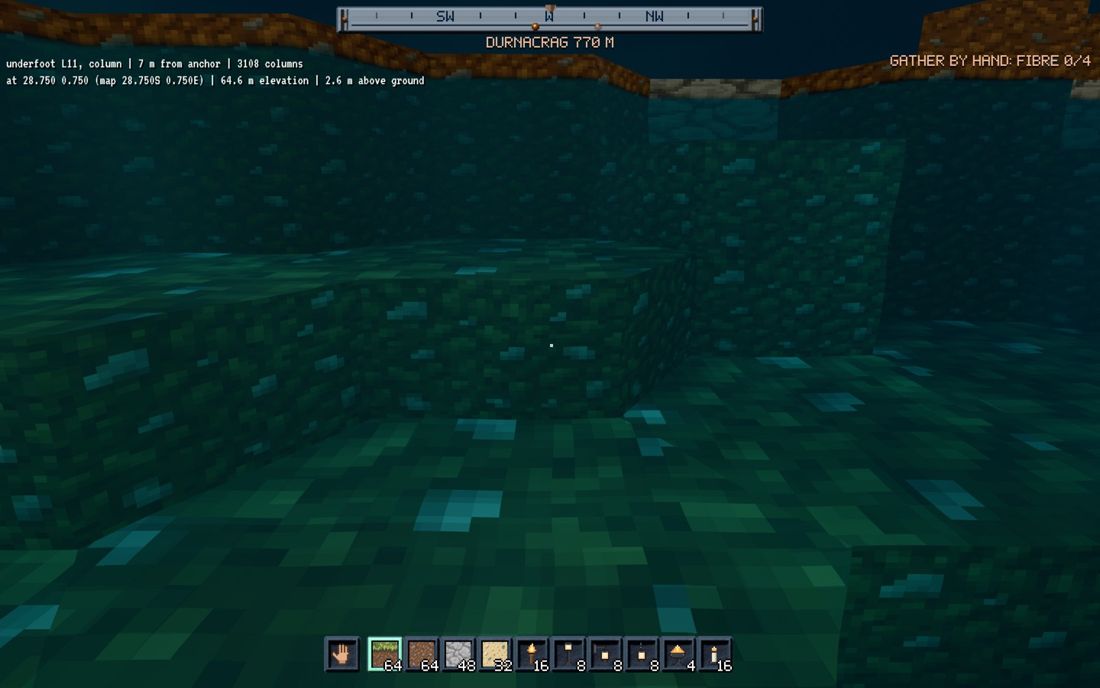 SW W NW
DURNACRAG 770 M
underfoot L11, column | 7 m from anchor | 3108 columns
GATHER BY HAND: FIBRE 0/4
at 28.750 0.750 (map 28.750S 0.750E) | 64.6 m elevation | 2.6 m above ground
64 64 48 32 16 8 8 8 4 16